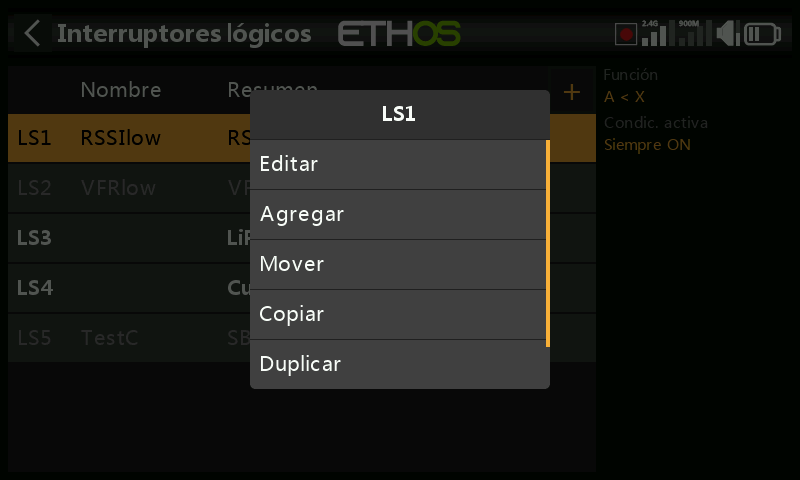 Interruptores lógicos ETHOS 2.4G 900M
Nombre
Función
A < X
Condic. activa
Siempre ON
LS1
LS1 RSSIlow
LS2 VFRlow
LS3
LS4
LS5 TestC
Editar
Agregar
Mover
Copiar
Duplicar